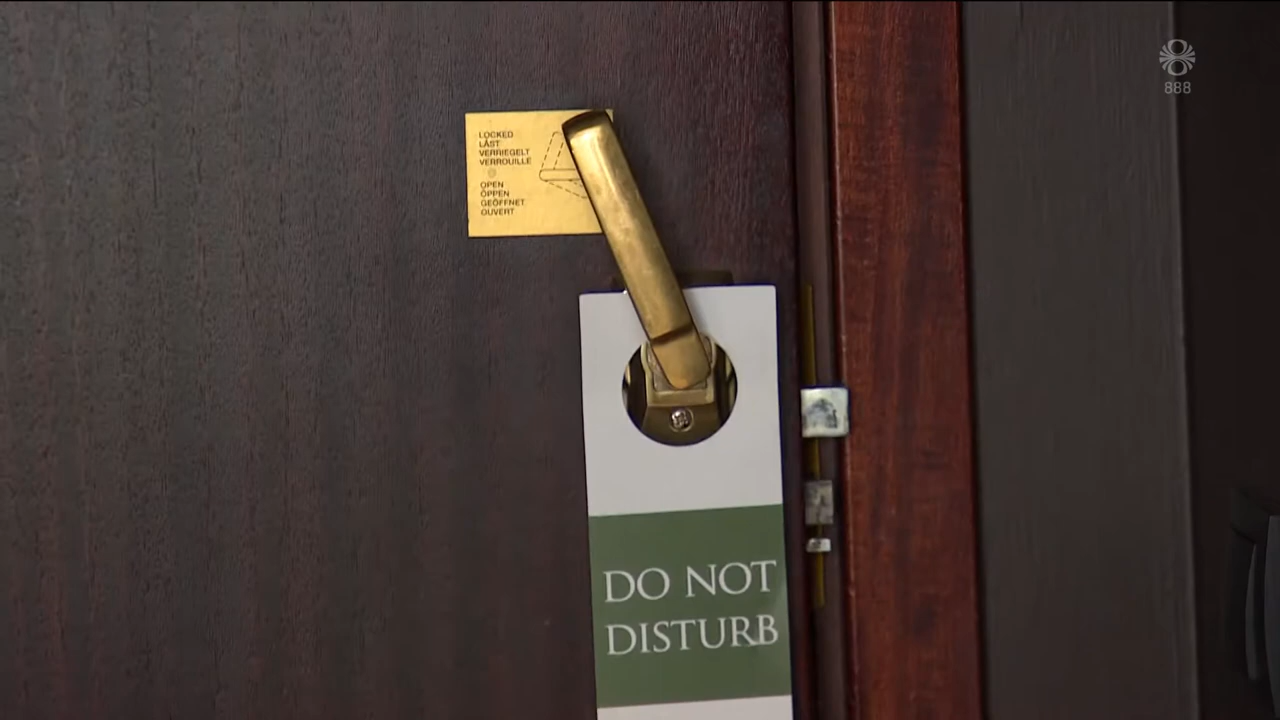 888
LOCKED
LÅST
VERRIEGELT
VERROUILLÉ
OPEN
ÖPPEN
GEÖFFNET
OUVERT
DO NOT
DISTURB